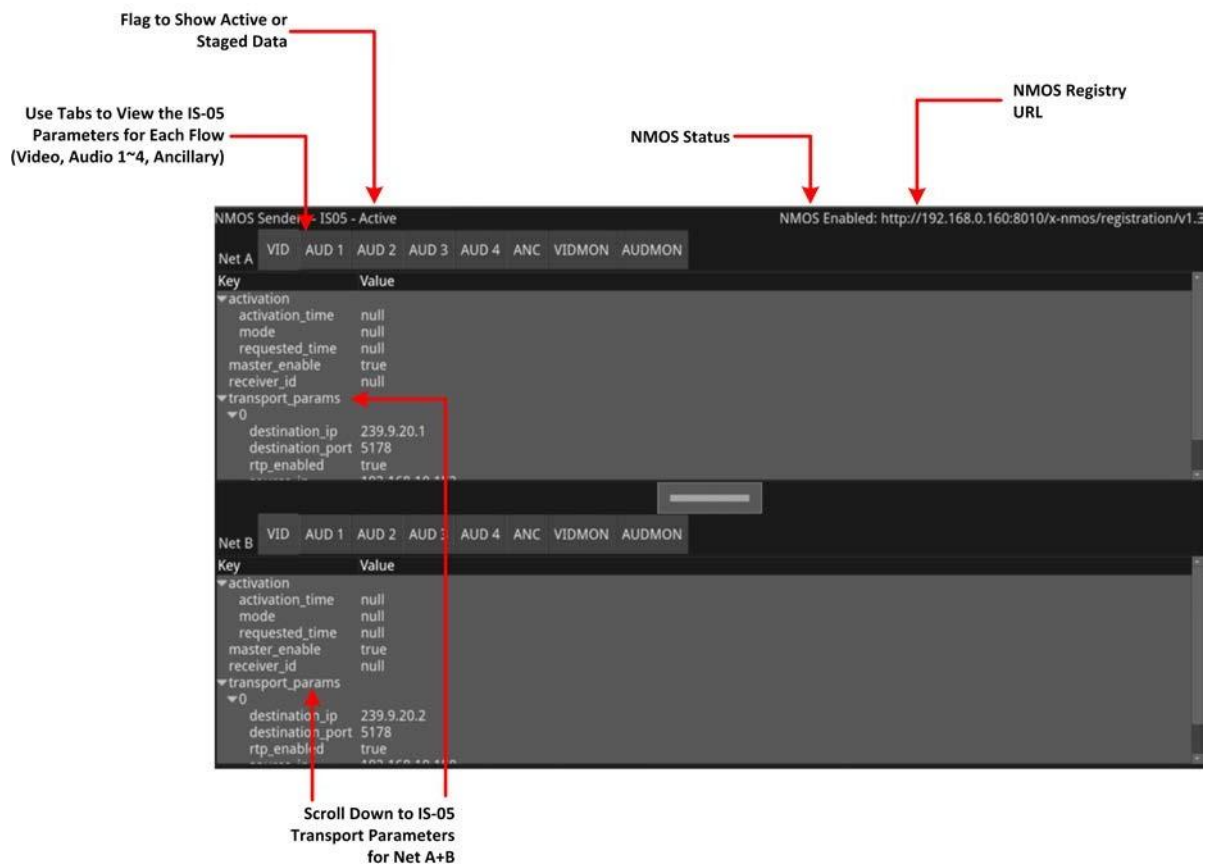 Flag to Show Active or
Staged Data
Use Tabs to View the IS-05
Parameters for Each Flow
(Video, Audio 1~4, Ancillary)
NMOS Status
NMOS Registry
URL
NMOS Sender - IS05 - Active
NMOS Enabled: http://192.168.0.160:8010/x-nmos/registration/v1.3
Net A VID AUD 1 AUD 2 AUD 3 AUD 4 ANC VIDMON AUDMON
Key Value
activation
activation_time null
mode null
requested_time null
master_enable true
receiver_id null
transport_params
0
destination_ip 239.9.20.1
destination_port 5178
rtp_enabled true
Net B VID AUD 1 AUD 2 AUD 3 AUD 4 ANC VIDMON AUDMON
Key Value
activation
activation_time null
mode null
requested_time null
master_enable true
receiver_id null
transport_params
0
destination_ip 239.9.20.2
destination_port 5178
rtp_enabled true
Scroll Down to IS-05
Transport Parameters
for Net A+B